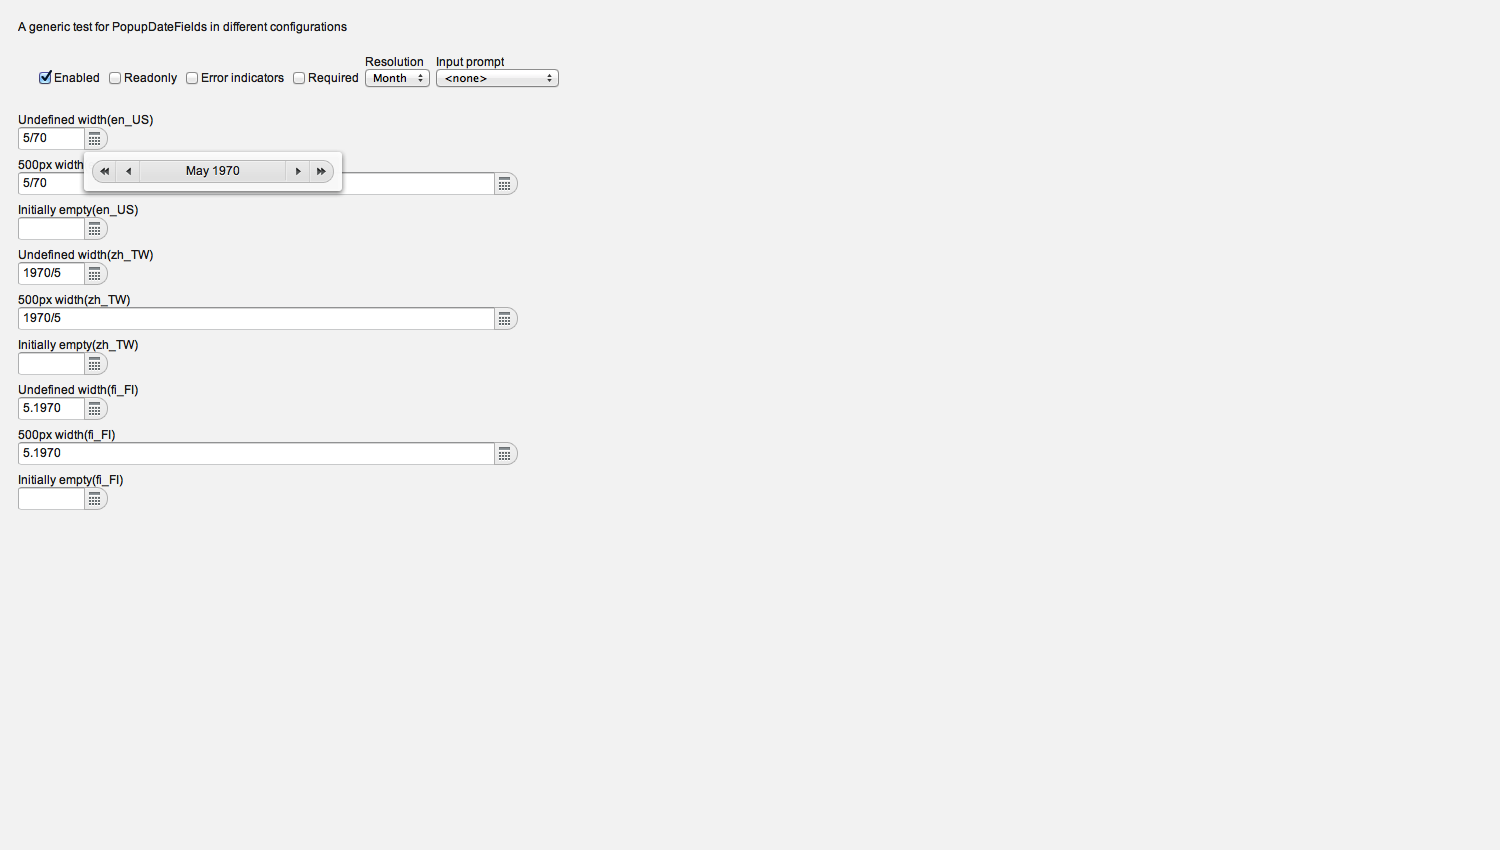 A generic test for PopupDateFields in different configurations
Resolution Input prompt
Enabled Readonly Error indicators Required Month <none>
Undefined width(en_US)
5/70
500px width
May 1970
5/70
Initially empty(en_US)
Undefined width(zh_TW)
1970/5
500px width(zh_TW)
1970/5
Initially empty(zh_TW)
Undefined width(fi_FI)
5.1970
500px width(fi_FI)
5.1970
Initially empty(fi_FI)